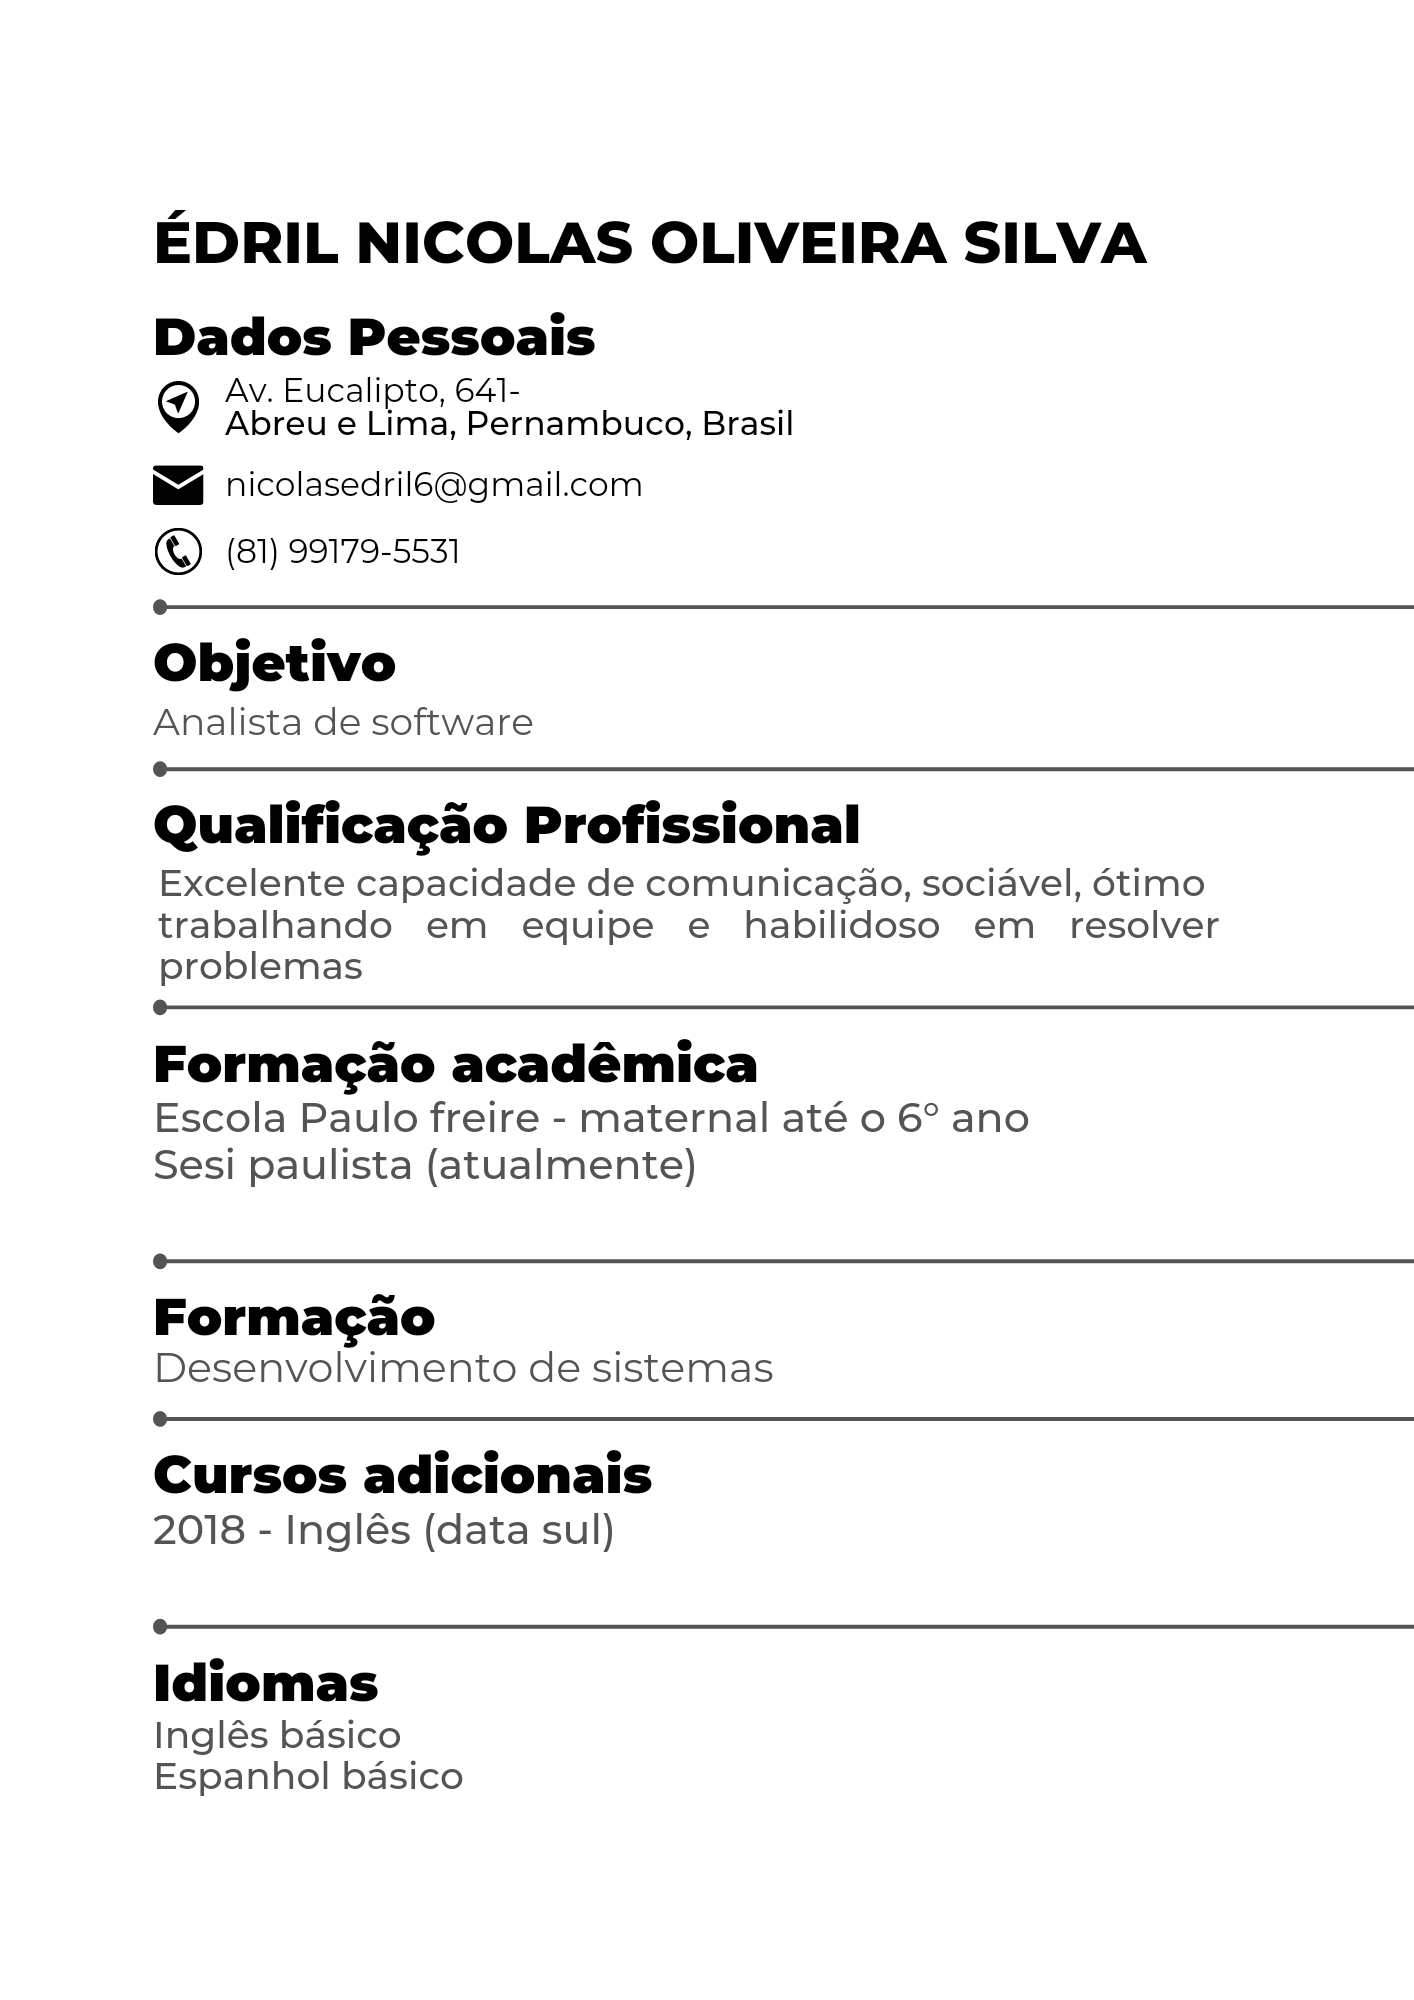 ÉDRIL NICOLAS OLIVEIRA SILVA
Dados Pessoais
Av. Eucalipto, 641-
Abreu e Lima, Pernambuco, Brasil
nicolasedril6@gmail.com
(81) 99179-5531
Objetivo
Analista de software
Qualificação Profissional
Excelente capacidade de comunicação, sociável, ótimo
trabalhando em equipe e habilidoso em resolver
problemas
Formação acadêmica
Escola Paulo freire - maternal até o 6° ano
Sesi paulista (atualmente)
Formação
Desenvolvimento de sistemas
Cursos adicionais
2018 - Inglês (data sul)
Idiomas
Inglês básico
Espanhol básico